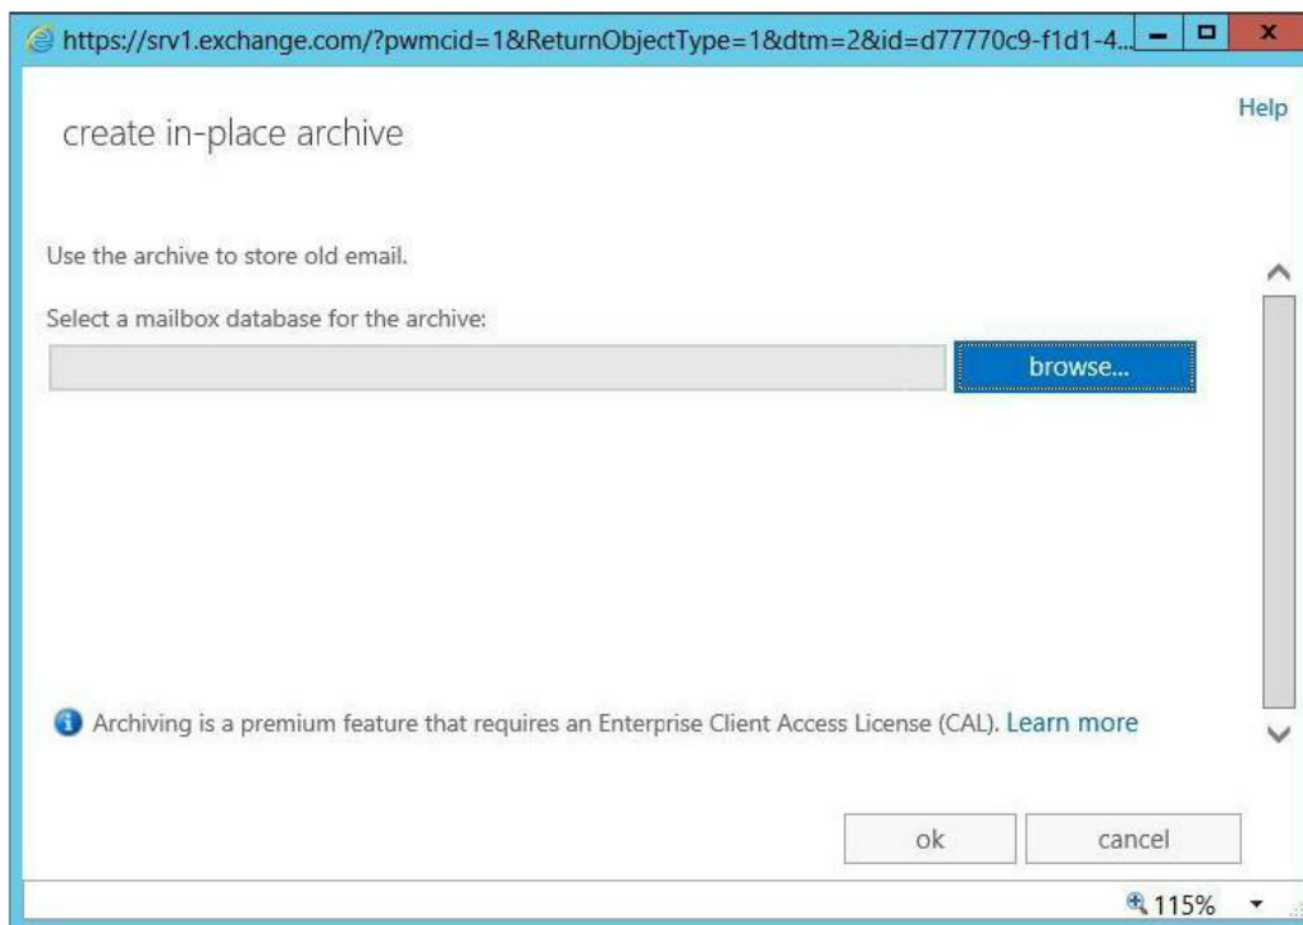 https://srv1.exchange.com/?pwmcid=1&ReturnObjectType=1&dtm=2&id=d77770c9-f1d1-4...
Help
create in-place archive
Use the archive to store old email.
Select a mailbox database for the archive:
browse...
Archiving is a premium feature that requires an Enterprise Client Access License (CAL). Learn more
ok cancel
115%